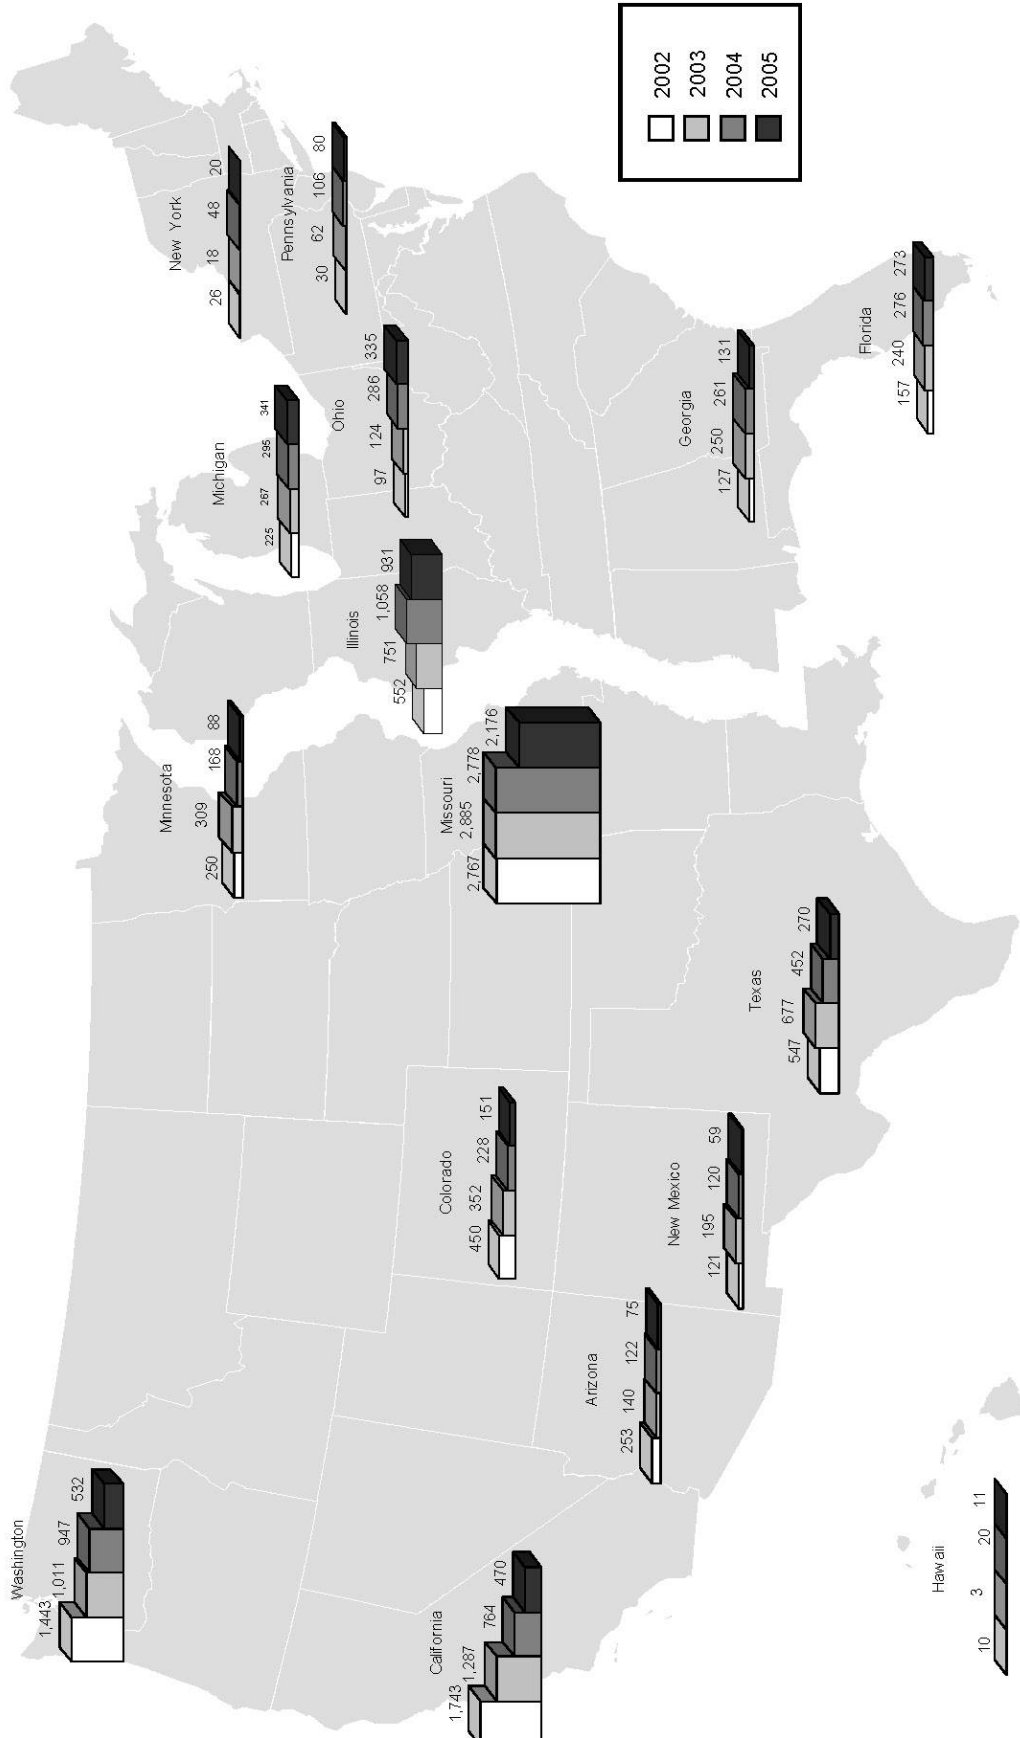 Washington
1,443 1,011 947 532
California
1,743 1,287 764 470
Hawaii
10 3 20 11
Arizona
253 140 122 75
New Mexico
121 195 120 59
Colorado
450 352 228 151
Texas
547 677 452 270
Minnesota
250 309 168 88
Missouri
2,767 2,885 2,778 2,176
Illinois
552 751 1,058 931
Michigan
225 267 295 341
Ohio
97 124 286 335
New York
26 18 48 20
Pennsylvania
30 62 106 80
Georgia
127 250 261 131
Florida
157 240 276 273
2002
2003
2004
2005